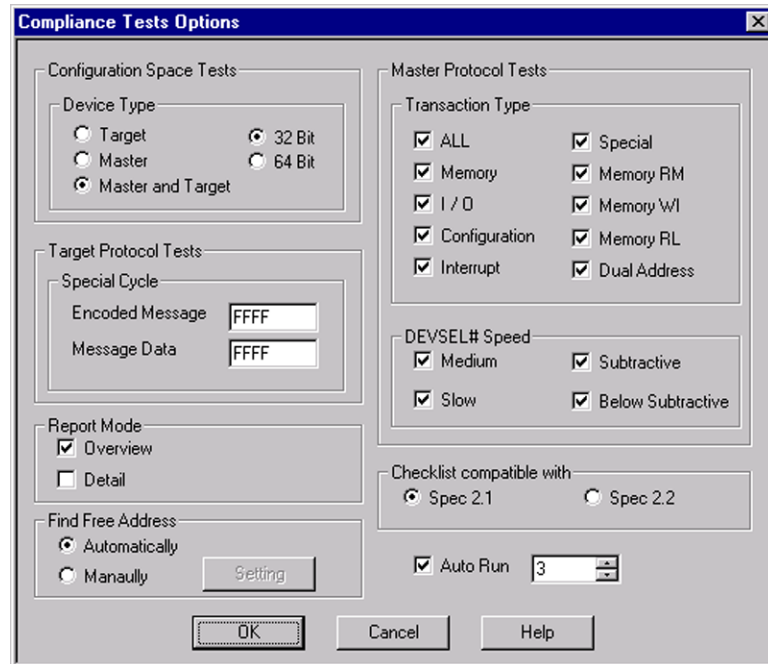 Compliance Tests Options
Configuration Space Tests
Device Type
Target
32 Bit
Master
64 Bit
Master and Target
Target Protocol Tests
Special Cycle
Encoded Message FFFF
Message Data FFFF
Report Mode
Overview
Detail
Find Free Address
Automatically
Manaully
Setting
Master Protocol Tests
Transaction Type
ALL
Special
Memory
Memory RM
I / O
Memory WI
Configuration
Memory RL
Interrupt
Dual Address
DEVSEL# Speed
Medium
Subtractive
Slow
Below Subtractive
Checklist compatible with
Spec 2.1
Spec 2.2
Auto Run 3
OK
Cancel
Help